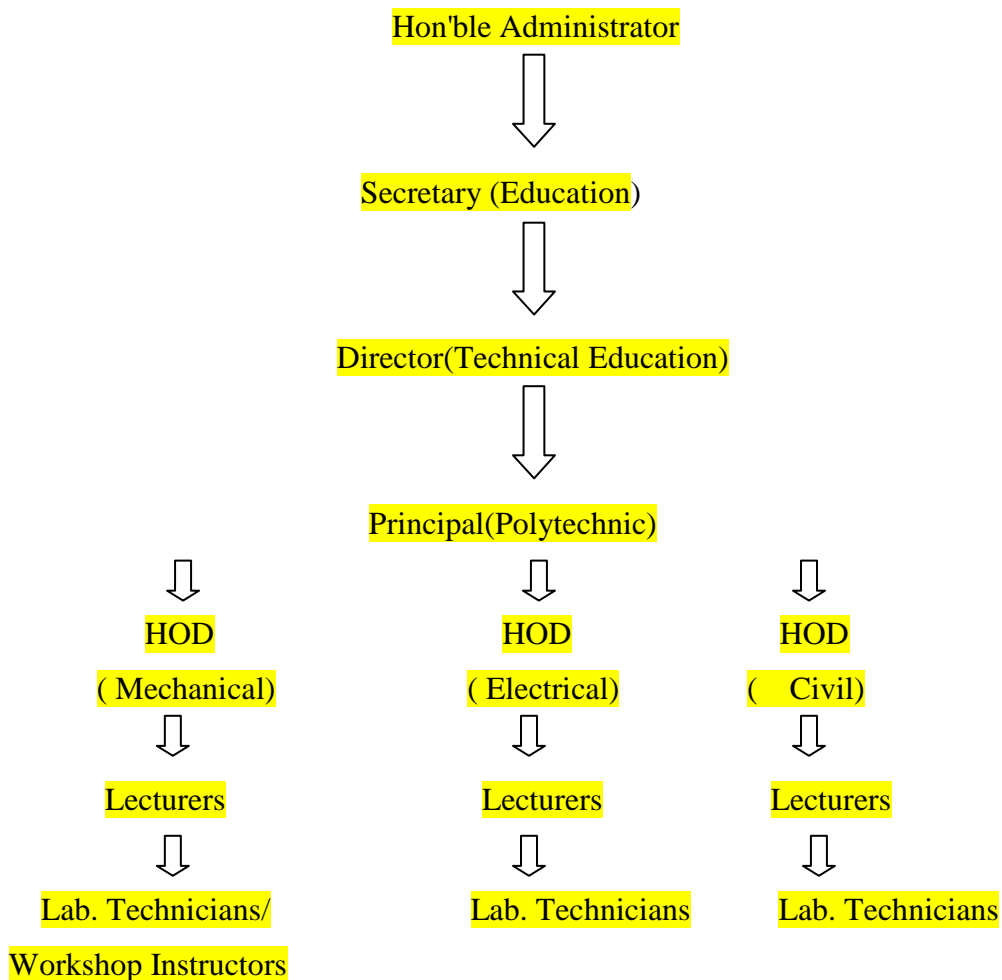 Hon'ble Administrator
Secretary (Education)
Director(Technical Education)
Principal(Polytechnic)
HOD HOD HOD
( Mechanical) ( Electrical) ( Civil)
Lecturers Lecturers Lecturers
Lab. Technicians/ Lab. Technicians Lab. Technicians
Workshop Instructors